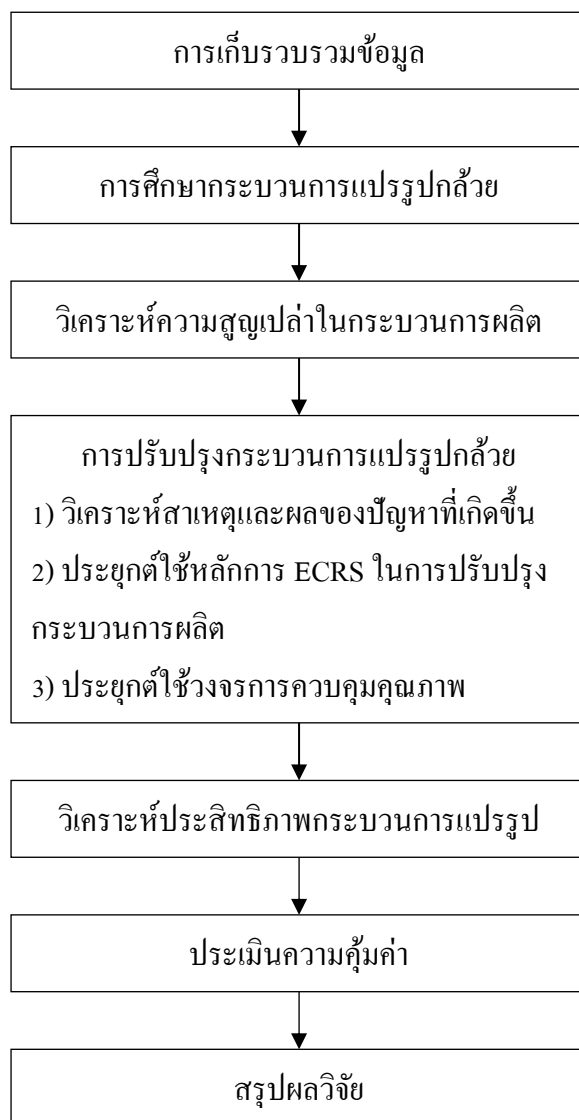 การเก็บรวบรวมข้อมูล
การศึกษากระบวนการแปรรูปกล้วย
วิเคราะห์ความสูญเปล่าในกระบวนการผลิต
การปรับปรุงกระบวนการแปรรูปกล้วย
1) วิเคราะห์สาเหตุและผลของปัญหาที่เกิดขึ้น
2) ประยุกต์ใช้หลักการ ECRS ในการปรับปรุง
กระบวนการผลิต
3) ประยุกต์ใช้วงจรการควบคุมคุณภาพ
วิเคราะห์ประสิทธิภาพกระบวนการแปรรูป
ประเมินความคุ้มค่า
สรุปผลวิจัย